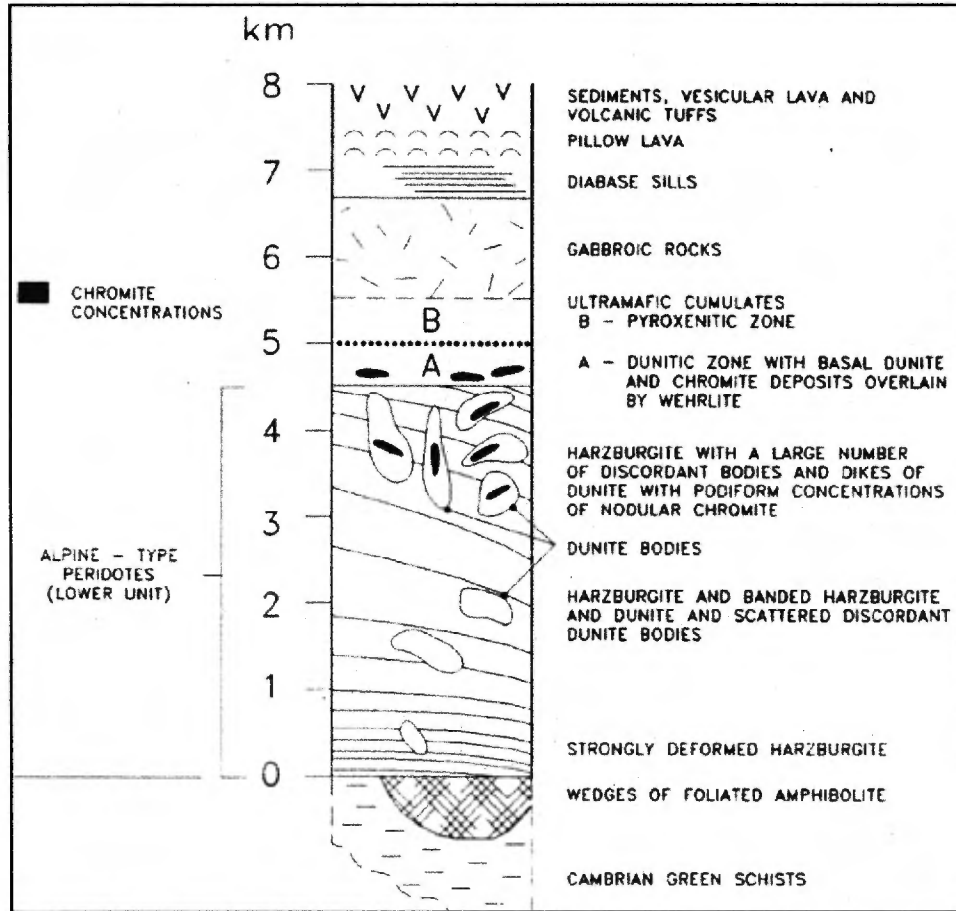 km
8
7
6
5
4
3
2
1
0
B
A
CHROMITE
CONCENTRATIONS
ALPINE – TYPE
PERIDOTES
(LOWER UNIT)
SEDIMENTS, VESICULAR LAVA AND
VOLCANIC TUFFS
PILLOW LAVA
DIABASE SILLS
GABBROIC ROCKS
ULTRAMAFIC CUMULATES
B – PYROXENITIC ZONE
A – DUNITIC ZONE WITH BASAL DUNITE
AND CHROMITE DEPOSITS OVERLAIN
BY WEHRLITE
HARZBURGITE WITH A LARGE NUMBER
OF DISCORDANT BODIES AND DIKES OF
DUNITE WITH PODIFORM CONCENTRATIONS
OF NODULAR CHROMITE
DUNITE BODIES
HARZBURGITE AND BANDED HARZBURGITE
AND DUNITE AND SCATTERED DISCORDANT
DUNITE BODIES
STRONGLY DEFORMED HARZBURGITE
WEDGES OF FOLIATED AMPHIBOLITE
CAMBRIAN GREEN SCHISTS